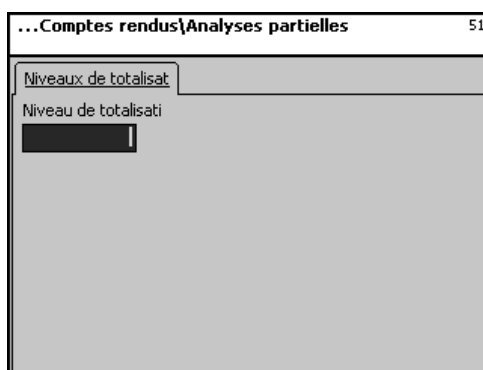 ...Comptes rendus\Analyses partielles 51
Niveaux de totalisat
Niveau de totalisati